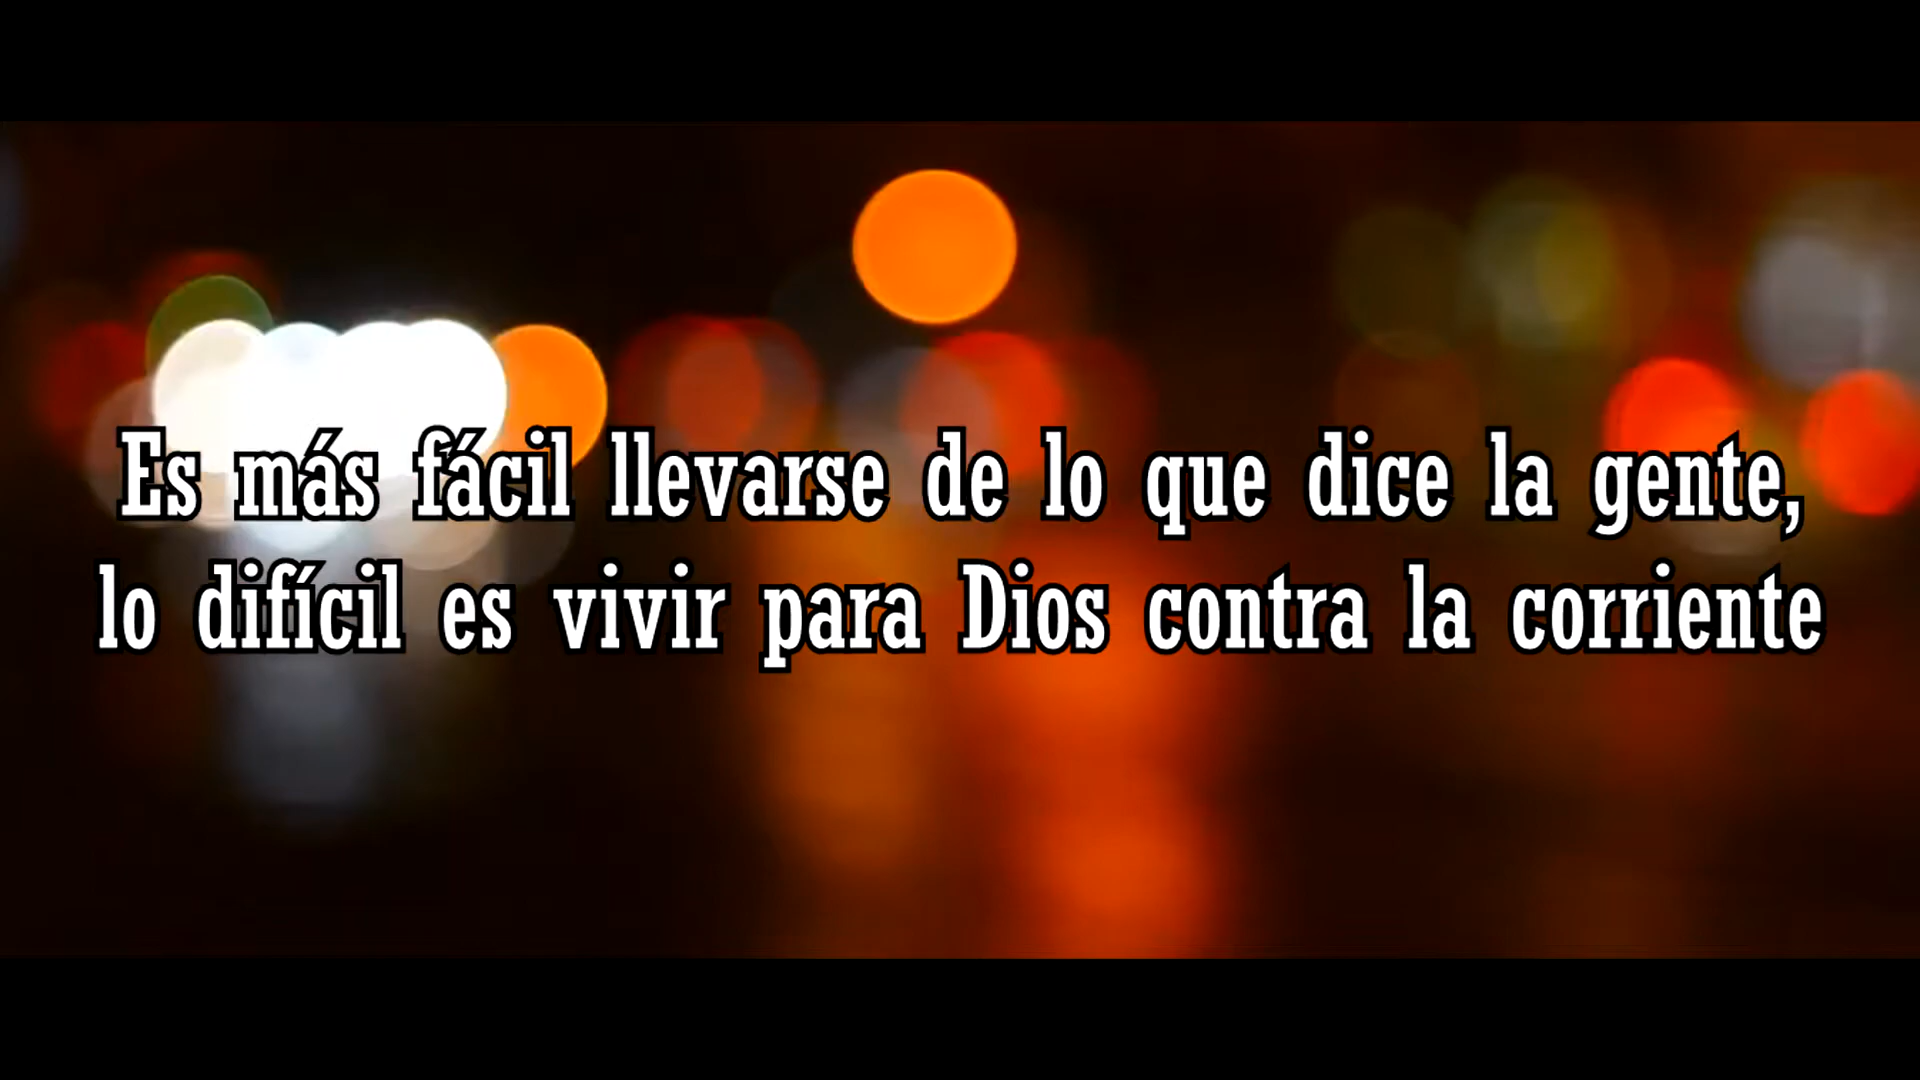 Es más fácil llevarse de lo que dice la gente,
lo difícil es vivir para Dios contra la corriente